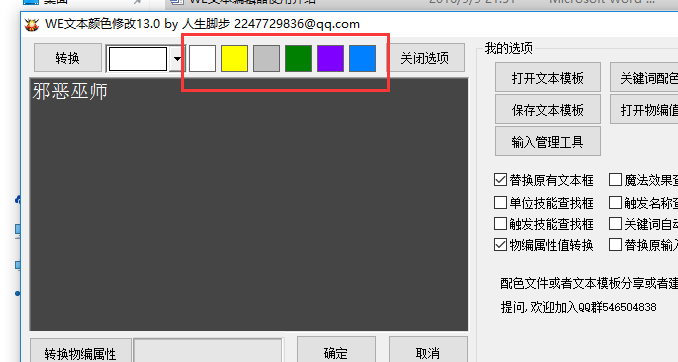 WE文本颜色修改13.0 by 人生脚步 2247729836@qq.com
转换
关闭选项
我的选项
邪恶巫师
打开文本模板
关键词配色
保存文本模板
打开物编值
输入管理工具
替换原有文本框
魔法效果查
单位技能查找框
触发名称查
触发技能查找框
关键词自动
物编属性值转换
替换原输入
配色文件或者文本模板分享或者建
提问,欢迎加入QQ群546504838
转换物编属性
确定
取消